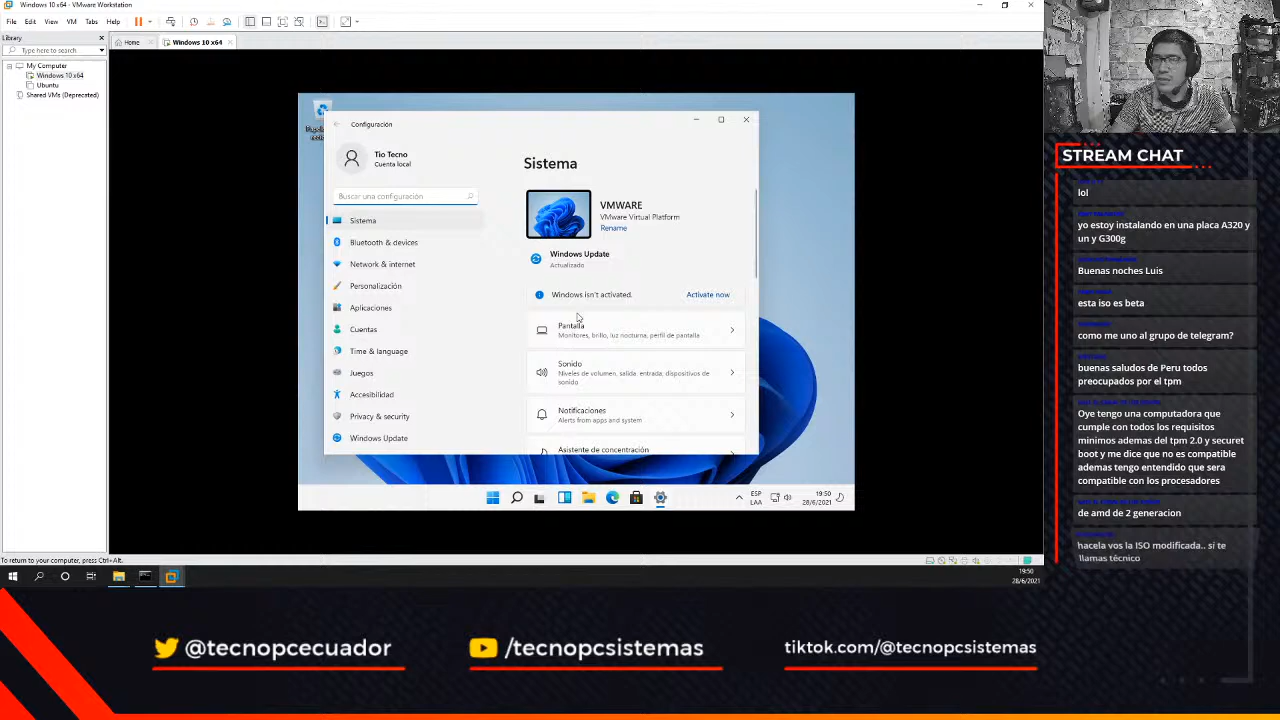 Windows 10 x64 - VMware Workstation
File Edit View VM Tabs Help
Library
Type here to search
My Computer
Windows 10 x64
Ubuntu
Shared VMs (Deprecated)
Home
Windows 10 x64
Configuración
Tio Tecno
Cuenta local
Buscar una configuración
Sistema
Bluetooth & devices
Network & internet
Personalización
Aplicaciones
Cuentas
Time & language
Juegos
Accesibilidad
Privacy & security
Windows Update
Sistema
VMWARE
VMware Virtual Platform
Rename
Windows Update
Actualizado
Windows isn't activated.
Activate now
Pantalla
Monitores, brillo, luz nocturna, perfil de pantalla
Sonido
Niveles de volumen, salida, entrada, dispositivos de
sonido
Notificaciones
Alerts from apps and system
Asistente de concentración
ESP
LAA
19:50
28/6/2021
To return to your computer, press Ctrl+Alt.
19:50
28/6/2021
STREAM CHAT
lol
yo estoy instalando en una placa A320 y
un y G300g
Buenas noches Luis
esta iso es beta
como me uno al grupo de telegram?
buenas saludos de Peru todos
preocupados por el tpm
Oye tengo una computadora que
cumple con todos los requisitos
minimos ademas del tpm 2.0 y securet
boot y me dice que no es compatible
ademas tengo entendido que sera
compatible con los procesadores
de amd de 2 generacion
hacela vos la ISO modificada.. si te
llamas técnico
@tecnopcecuador
/tecnopcsistemas
tiktok.com/@tecnopcsistemas